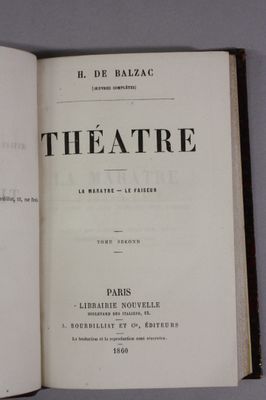 H. DE BALZAC
(ŒUVRES COMPLÈTES)
THÉATRE
LA MARATRE — LE FAISEUR
TOME SECOND
PARIS
LIBRAIRIE NOUVELLE
BOULEVARD DES ITALIENS, 15.
A. BOURDILLIAT ET Cⁱᵉ, ÉDITEURS
La traduction et la reproduction sont réservées.
1860